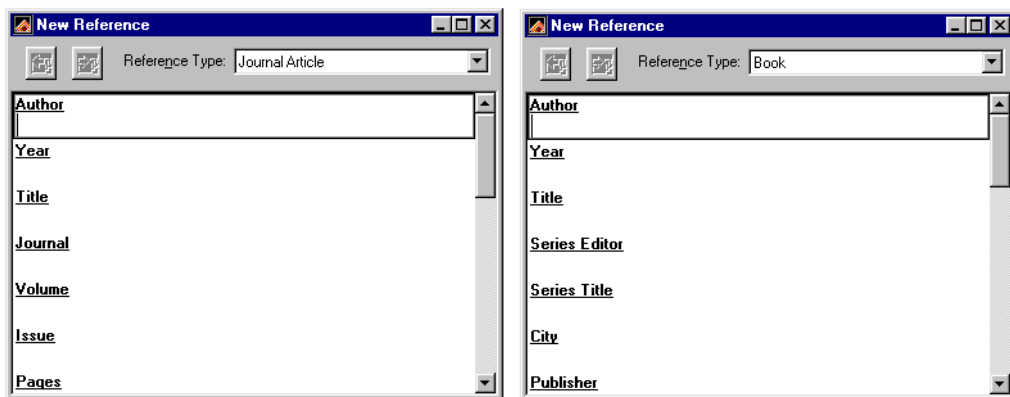 New Reference
Reference Type: Journal Article
Author
Year
Title
Journal
Volume
Issue
Pages
New Reference
Reference Type: Book
Author
Year
Title
Series Editor
Series Title
City
Publisher